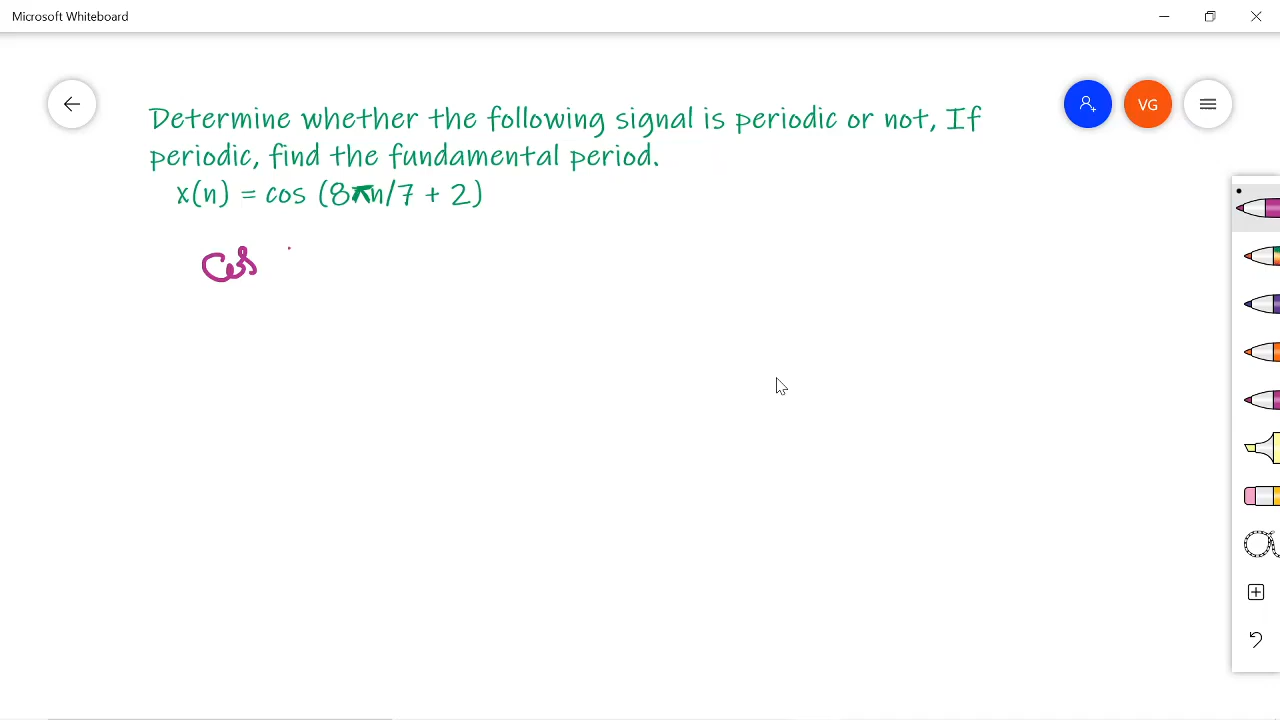 Microsoft Whiteboard
Determine whether the following signal is periodic or not, If
VG
periodic, find the fundamental period.
x(n) = cos (8πn/7 + 2)
Cos